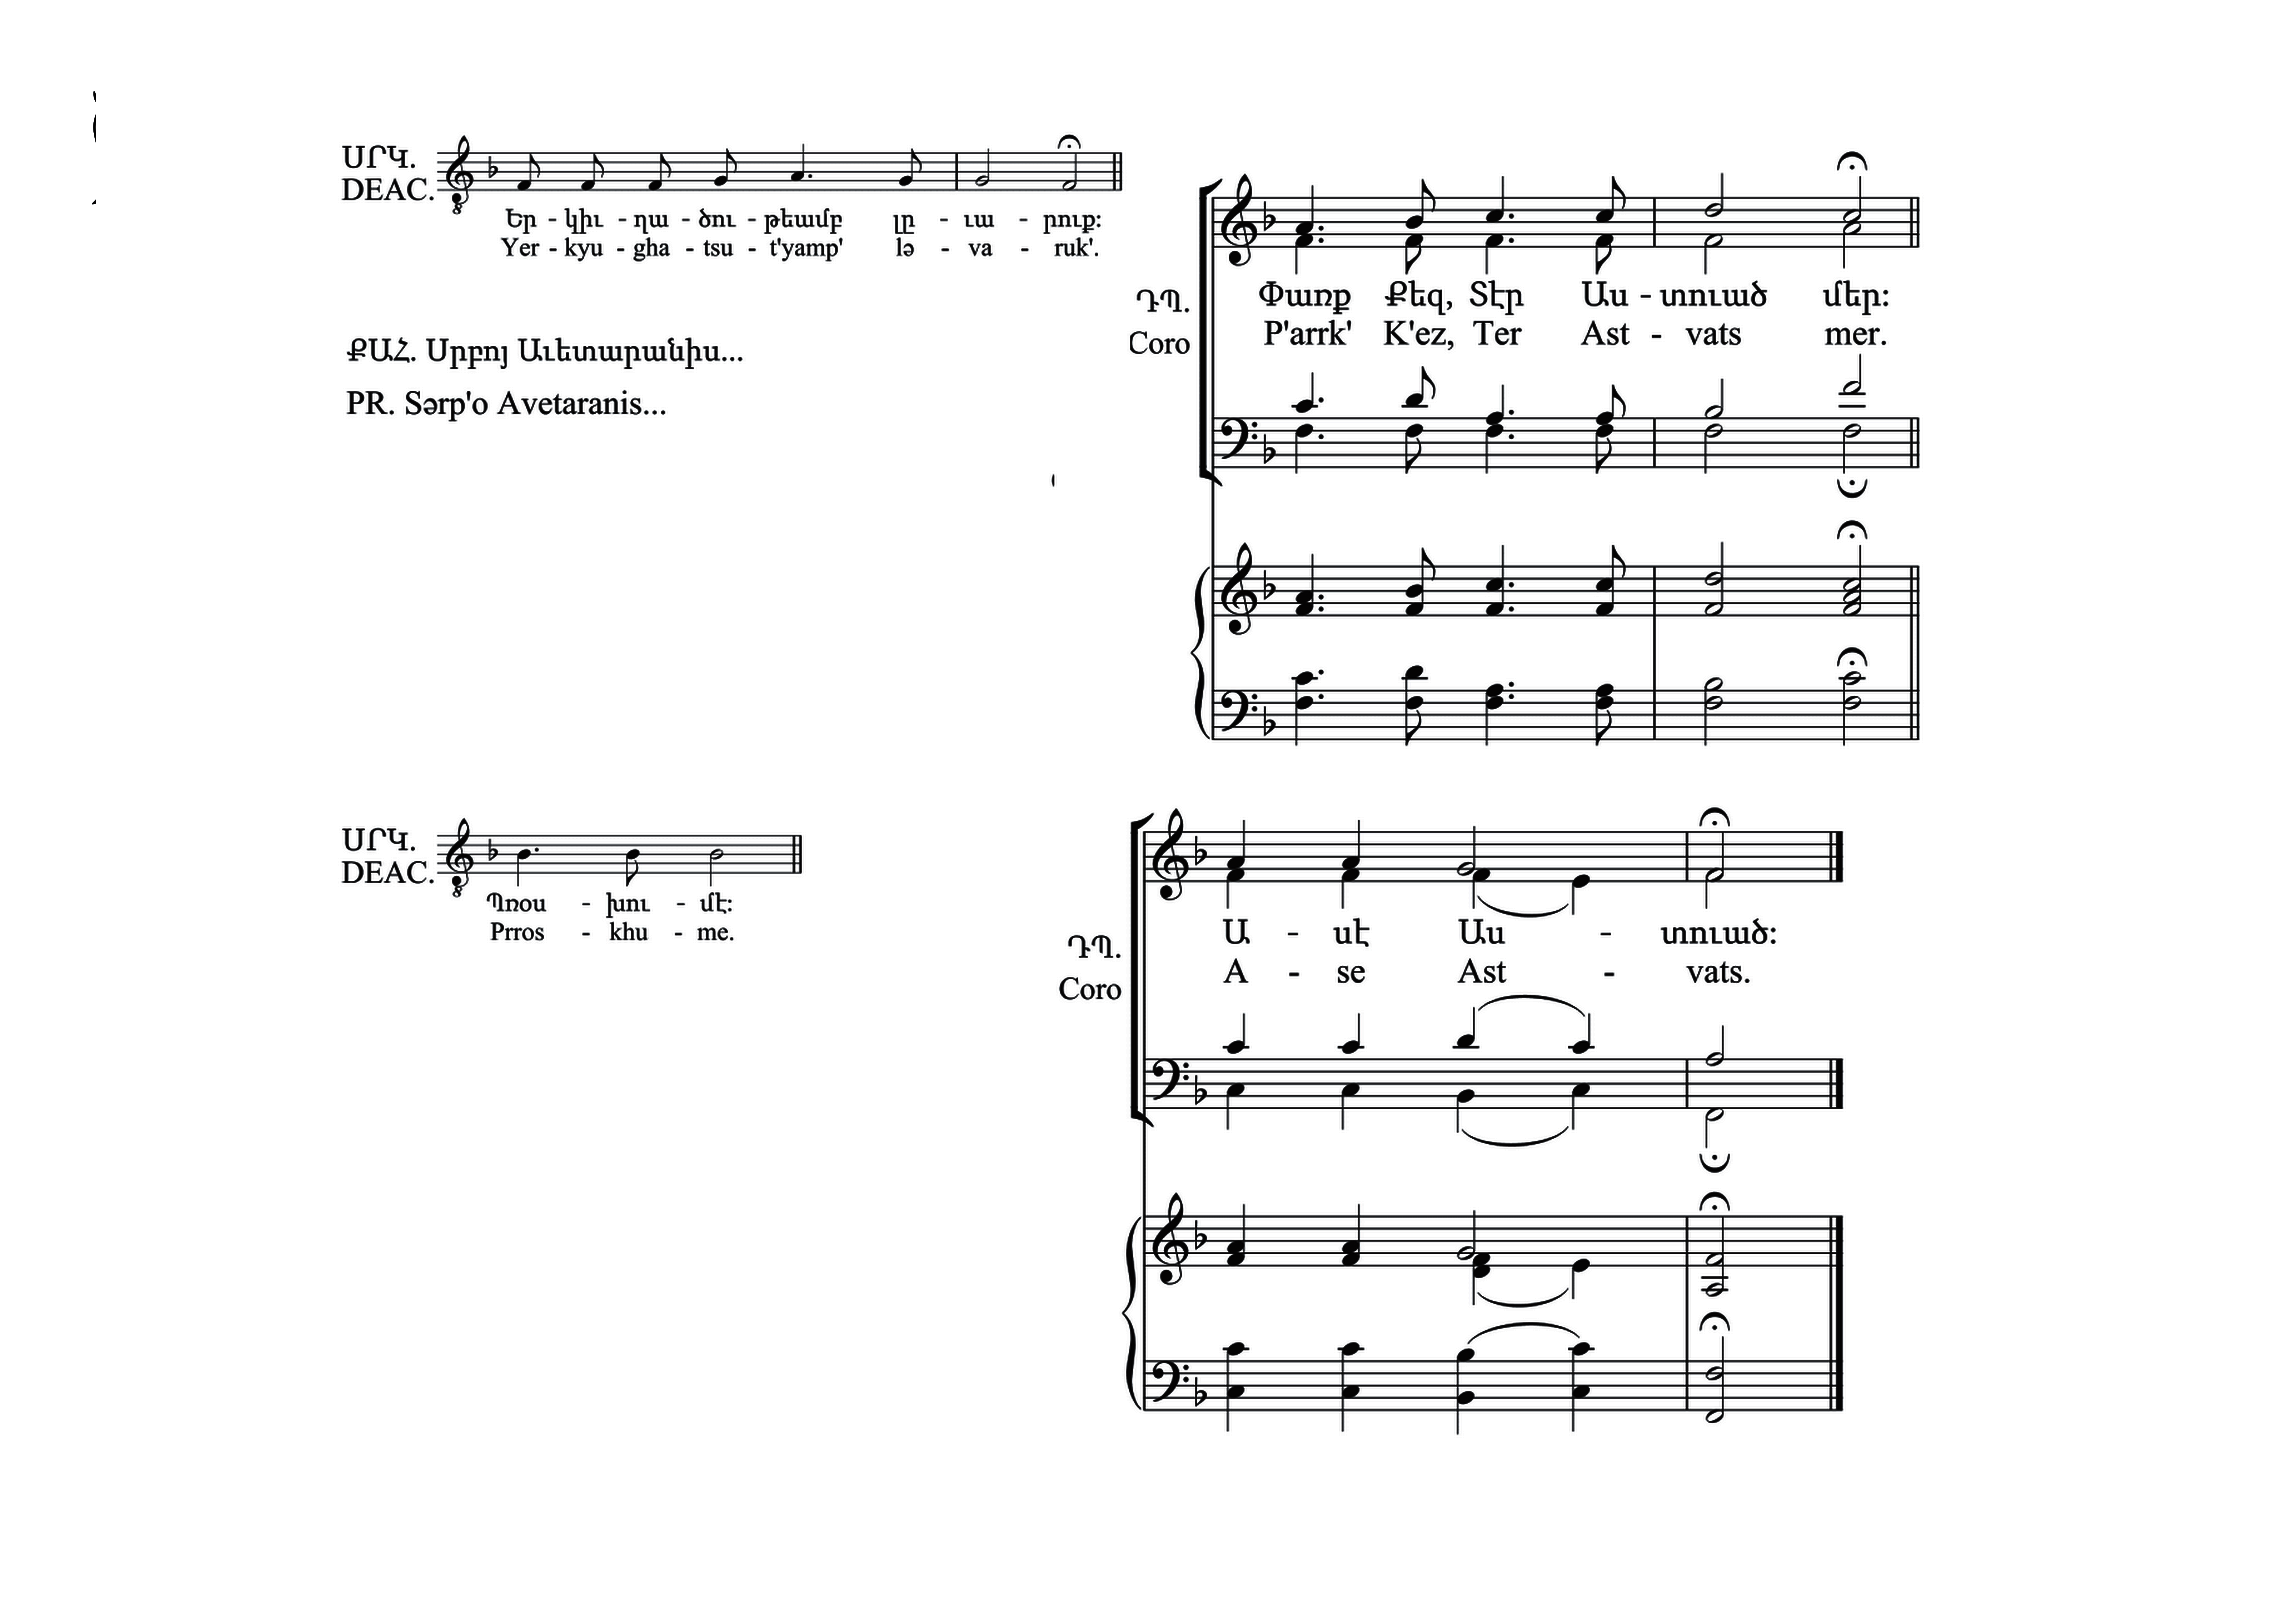 ՍՐԿ.
DEAC.
Եր - կիւ - ղա - ծու - թեամբ լը - ւա - րուք:
Yer - kyu - gha - tsu - t'yamp' lə - va - ruk'.
ՔԱՀ. Սրբոյ Աւետարանիս...
PR. Sərp'o Avetaranis...
ԴՊ.
Coro
Փառք Քեզ, Տէր Աս - տուած մեր:
P'arrk' K'ez, Ter Ast - vats mer.
ՍՐԿ.
DEAC.
Պռօս - խու - մէ:
Prros - khu - me.
ԴՊ.
Coro
Ա - սէ Աս - տուած:
A - se Ast - vats.